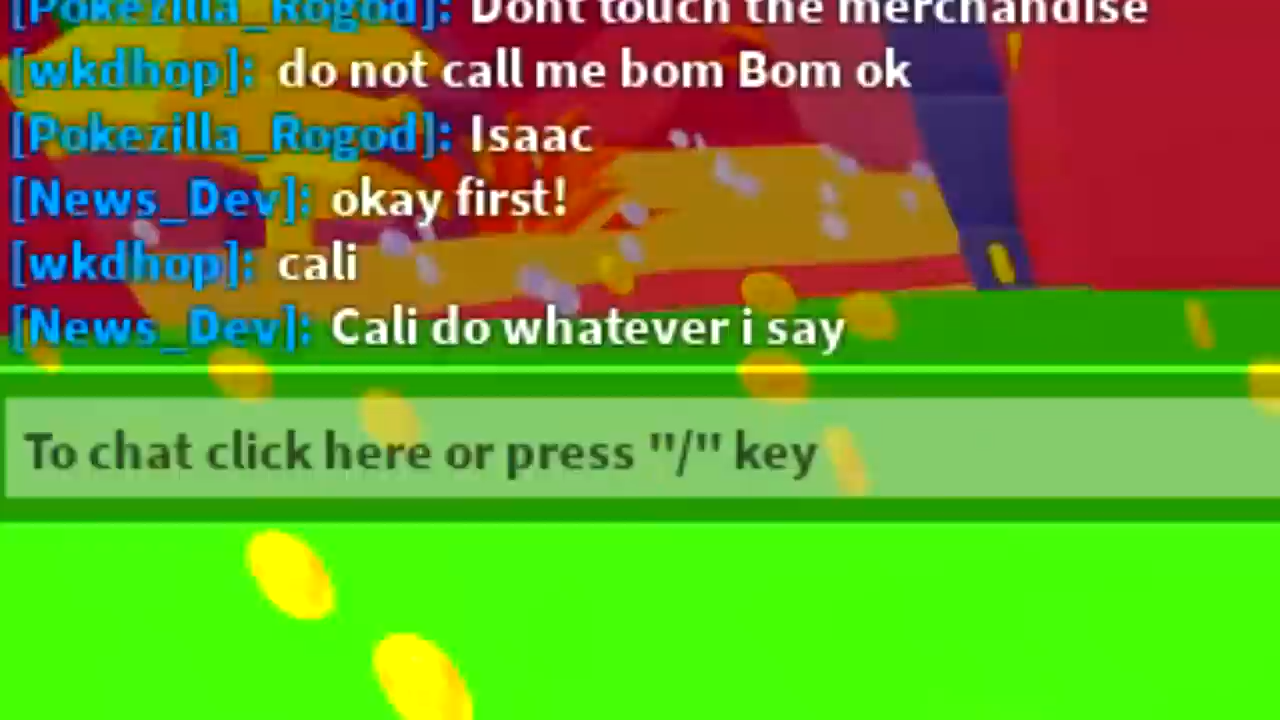 [Pokezilla_Rogod]: Dont touch the merchandise
[wkdhop]: do not call me bom Bom ok
[Pokezilla_Rogod]: Isaac
[News_Dev]: okay first!
[wkdhop]: cali
[News_Dev]: Cali do whatever i say
To chat click here or press "/" key